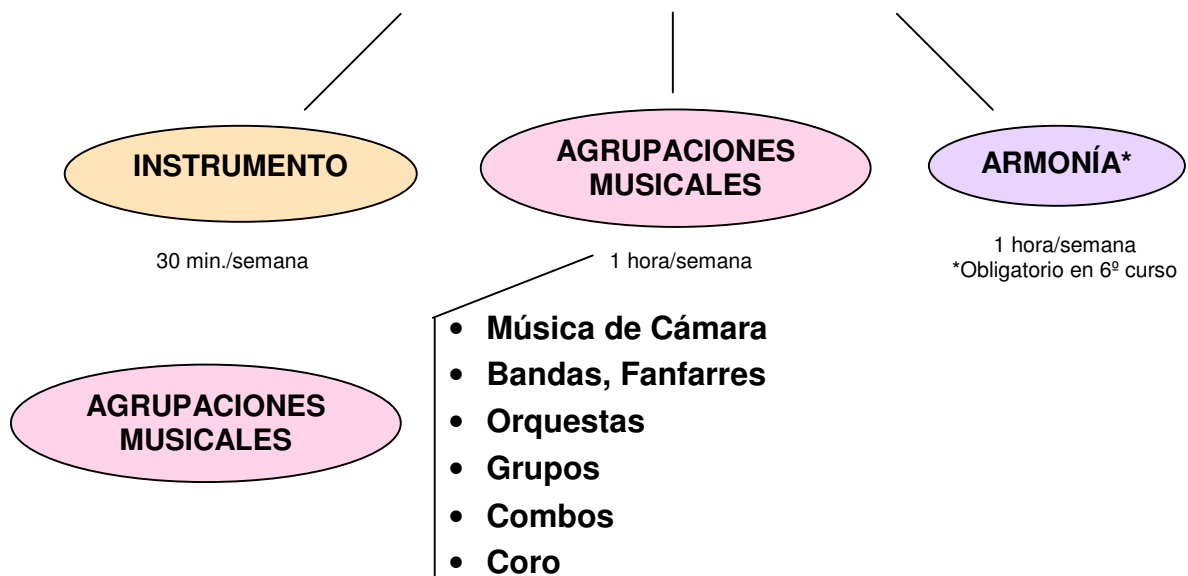 INSTRUMENTO
30 min./semana
AGRUPACIONES
MUSICALES
1 hora/semana
ARMONÍA*
1 hora/semana
*Obligatorio en 6º curso
AGRUPACIONES
MUSICALES
• Música de Cámara
• Bandas, Fanfarres
• Orquestas
• Grupos
• Combos
• Coro